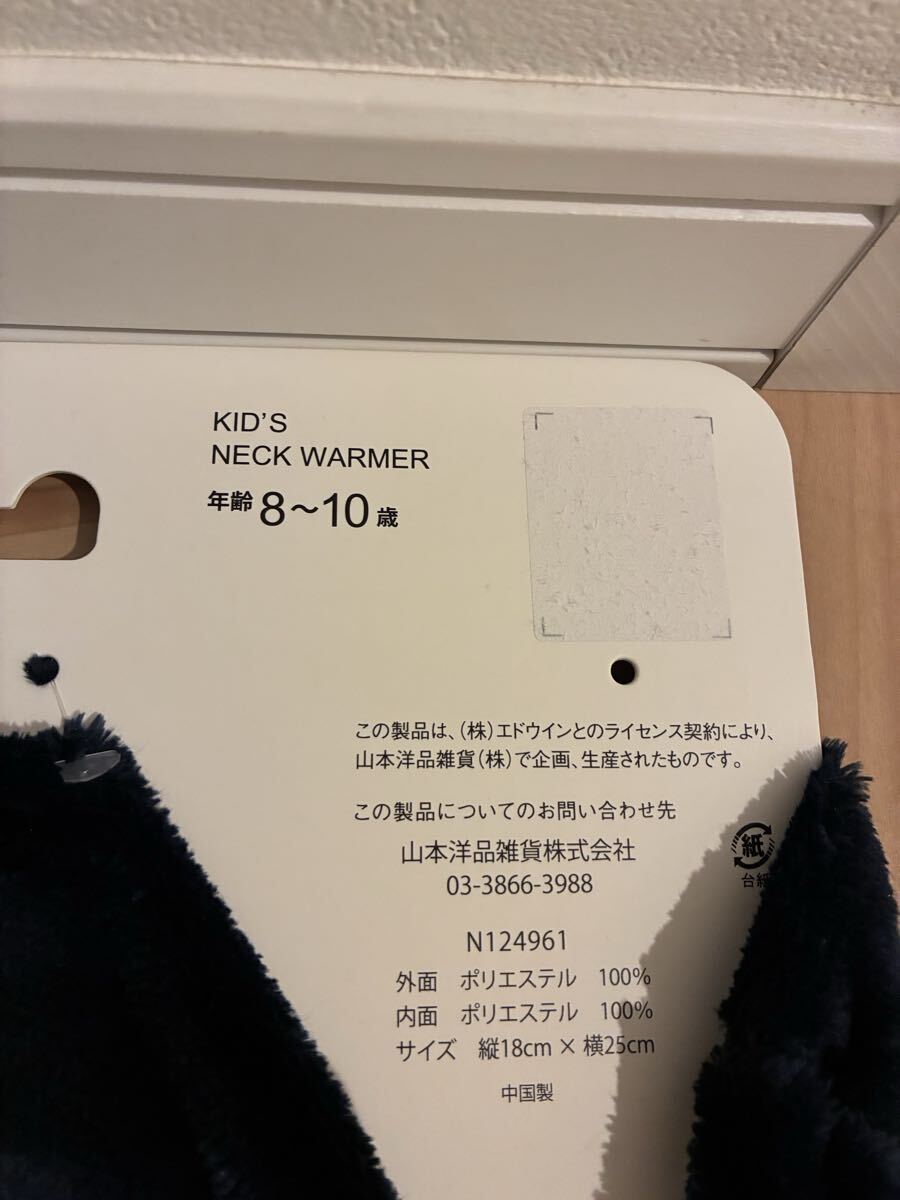 KID'S
NECK WARMER
年齢 8～10 歳
この製品は、(株)エドウインとのライセンス契約により、
山本洋品雑貨(株)で企画、生産されたものです。
この製品についてのお問い合わせ先
山本洋品雑貨株式会社
03-3866-3988
紙
台紙
N124961
外面 ポリエステル 100%
内面 ポリエステル 100%
サイズ 縦18cm × 横25cm
中国製